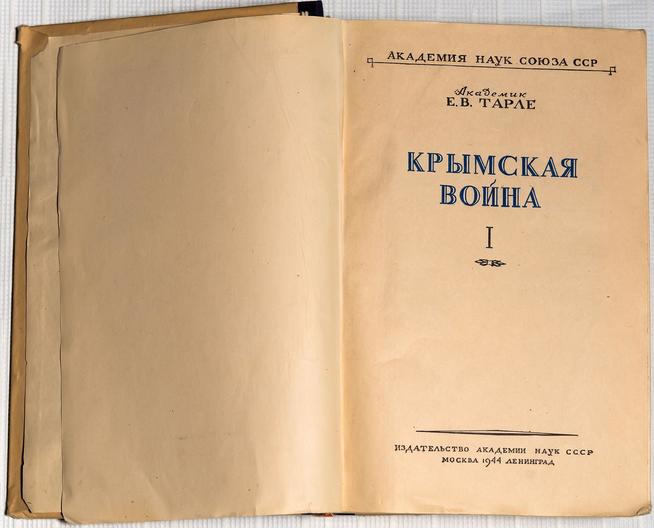 АКАДЕМИЯ НАУК СОЮЗА ССР
Академик
Е.В. ТАРЛЕ
КРЫМСКАЯ
ВОЙНА
I
ИЗДАТЕЛЬСТВО АКАДЕМИИ НАУК СССР
МОСКВА 1944 ЛЕНИНГРАД